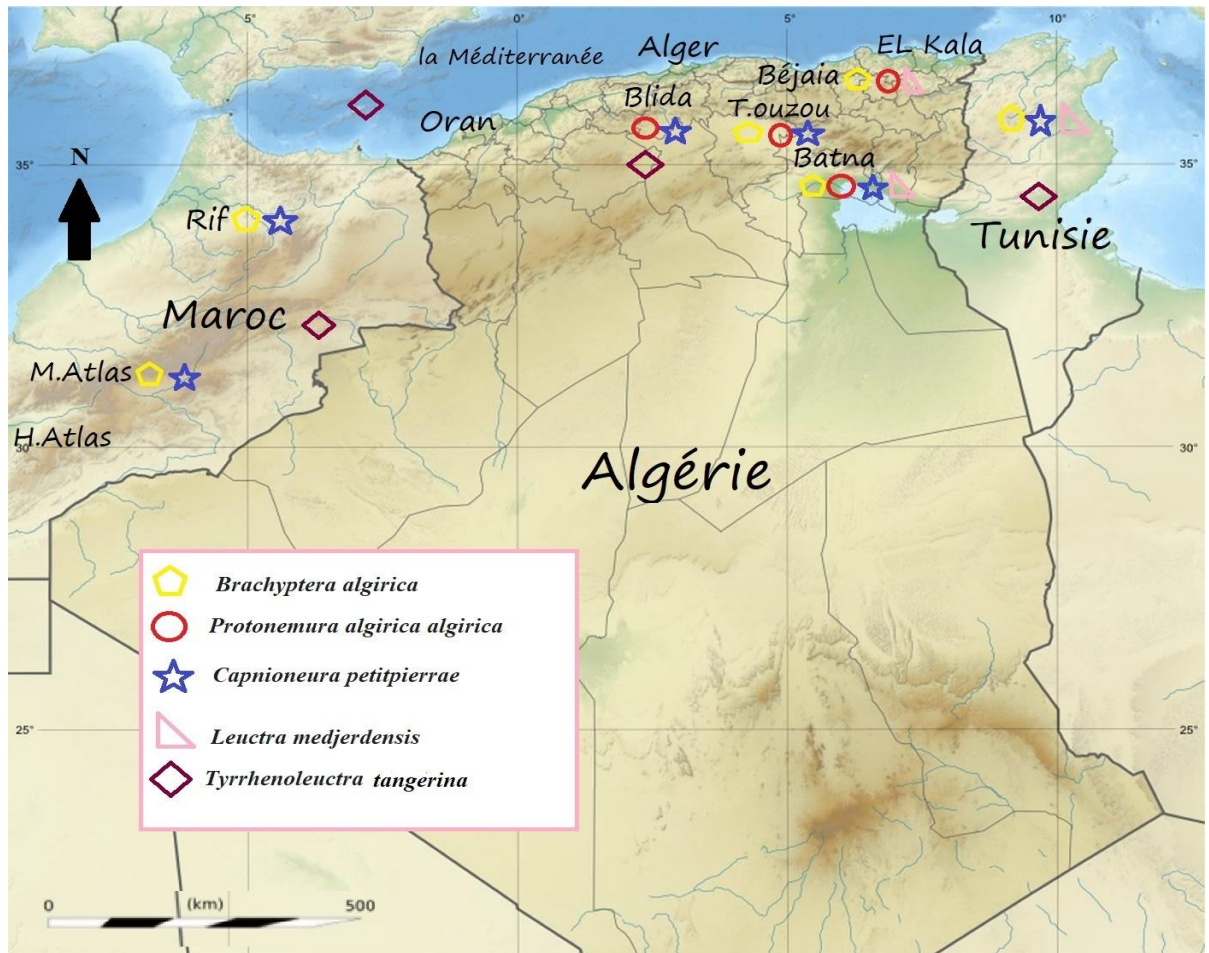 5° 0° 5° 10°
la Méditerranée
Alger
EL Kala
Béjaia
Blida
T.ouzou
Oran
N
35° 35°
Batna
Rif
Tunisie
Maroc
M.Atlas
H.Atlas
30° 30°
Algérie
Brachyptera algirica
Protonemura algirica algirica
Capnioneura petitpierrae
Leuctra medjerdensis
Tyrrhenoleuctra tangerina
25° 25°
0 (km) 500